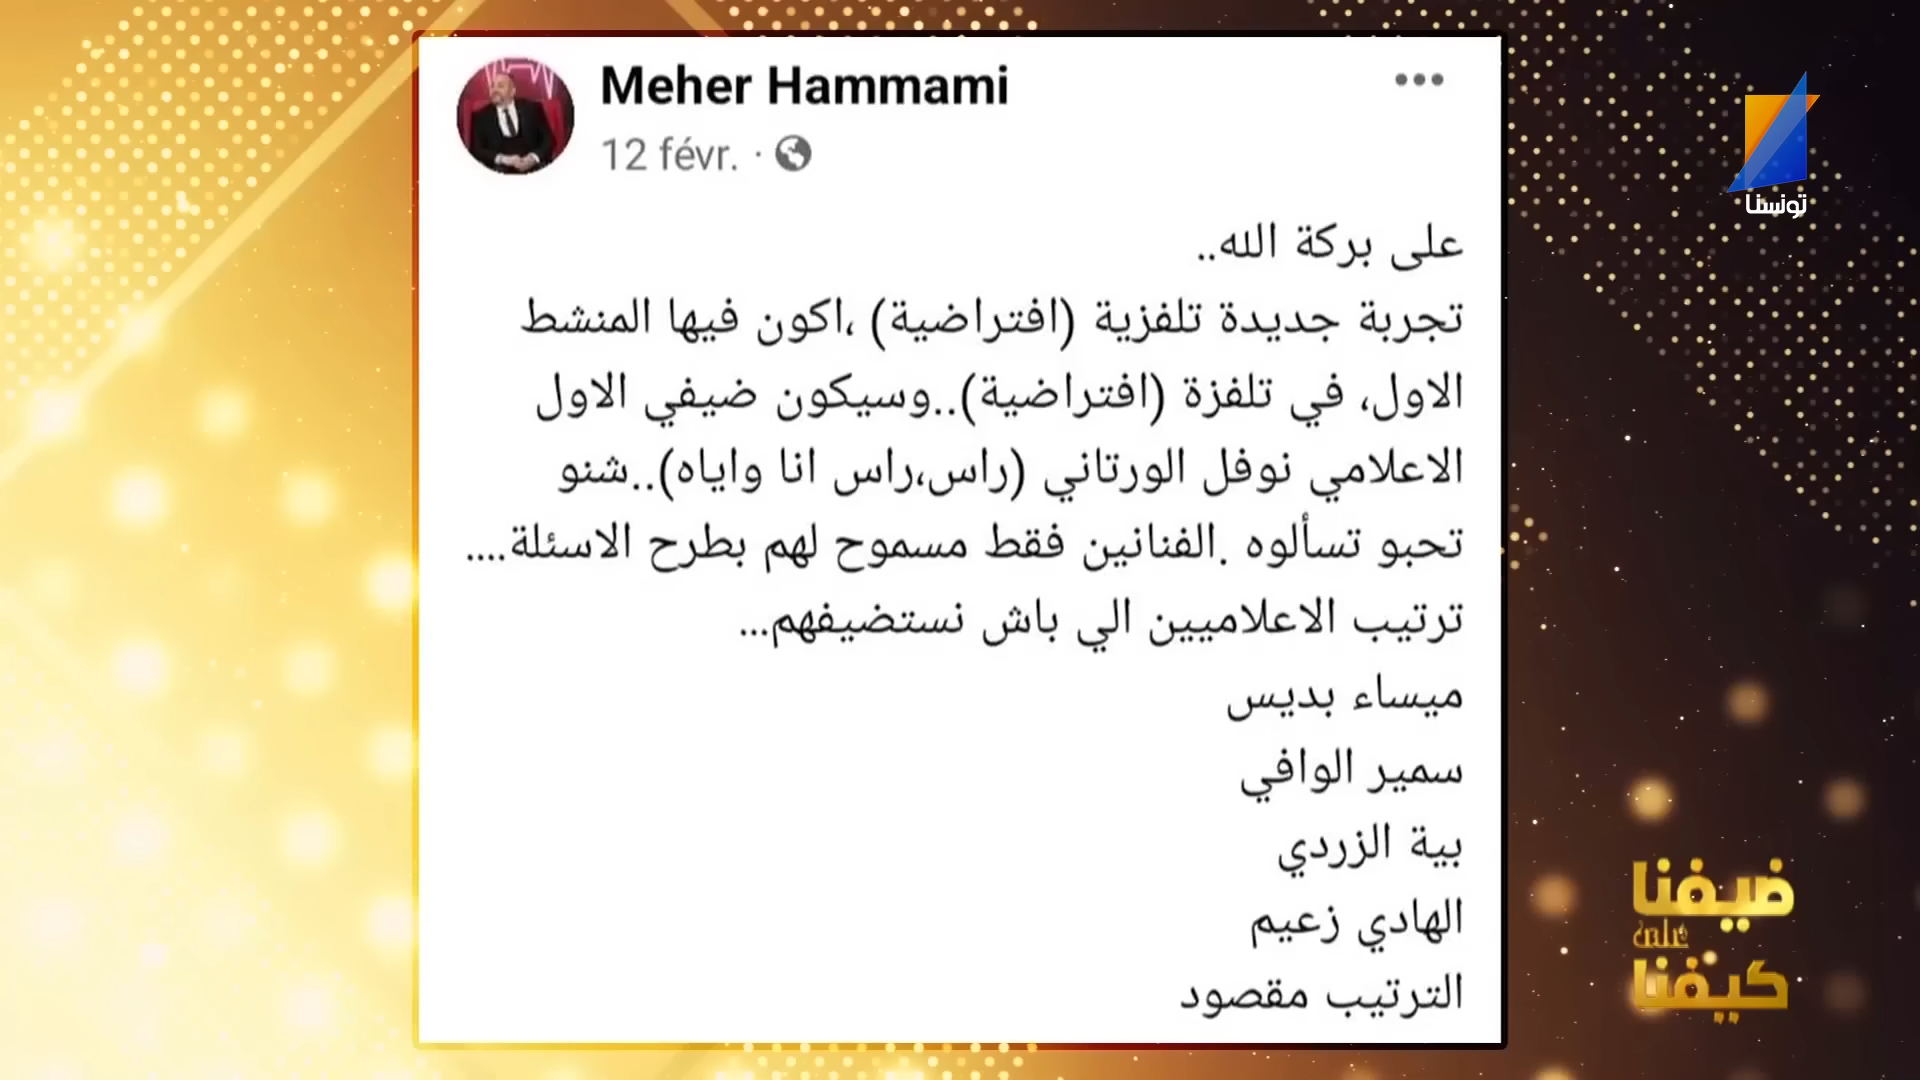 Meher Hammami
12 févr. ·
على بركة الله..
تجربة جديدة تلفزية (افتراضية) ،اكون فيها المنشط
الاول، في تلفزة (افتراضية)..وسيكون ضيفي الاول
الاعلامي نوفل الورتاني (راس،راس انا واياه)..شنو
تحبو تسألوه .الفنانين فقط مسموح لهم بطرح الاسئلة....
ترتيب الاعلاميين الي باش نستضيفهم...
ميساء بديس
سمير الوافي
بية الزردي
الهادي زعيم
الترتيب مقصود
تونسنا
ضيفنا
على
كيفنا